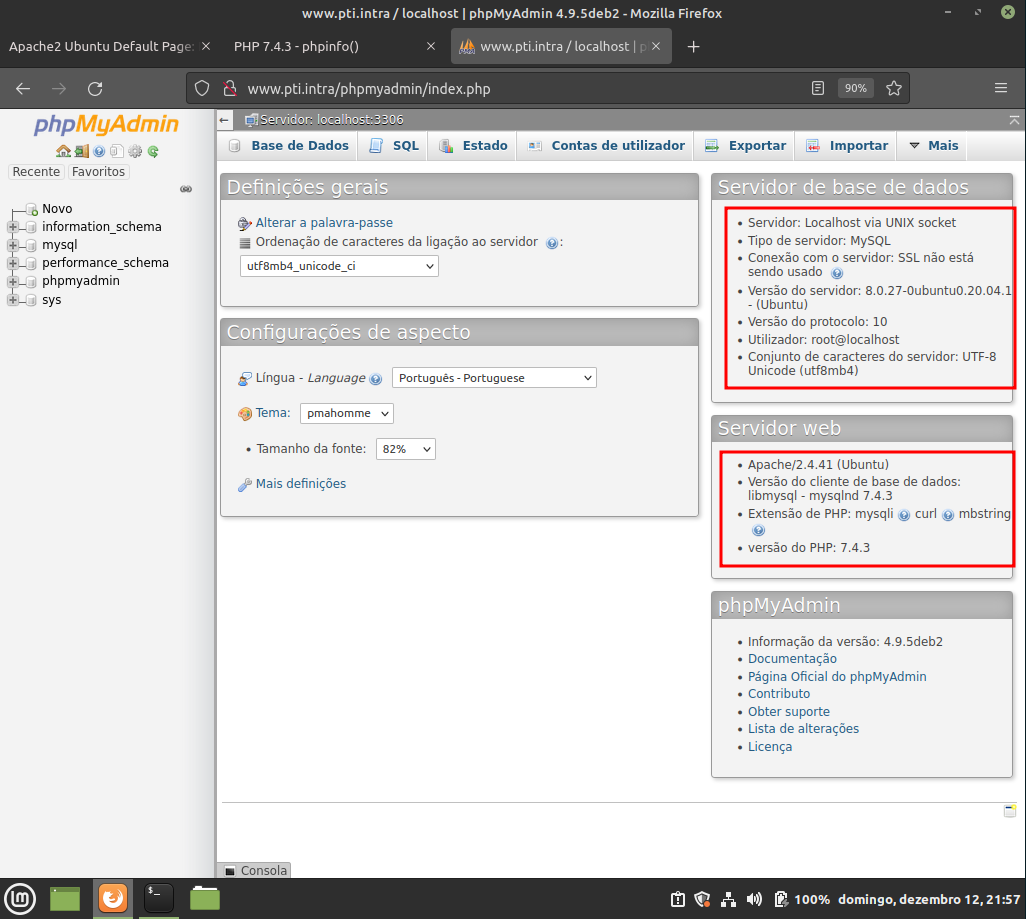 www.pti.intra / localhost | phpMyAdmin 4.9.5deb2 - Mozilla Firefox
Apache2 Ubuntu Default Page:
PHP 7.4.3 - phpinfo()
www.pti.intra / localhost | p
www.pti.intra/phpmyadmin/index.php
90%
phpMyAdmin
Recente
Favoritos
Novo
information_schema
mysql
performance_schema
phpmyadmin
sys
Servidor: localhost:3306
Base de Dados
SQL
Estado
Contas de utilizador
Exportar
Importar
Mais
Definições gerais
Alterar a palavra-passe
Ordenação de caracteres da ligação ao servidor :
utf8mb4_unicode_ci
Configurações de aspecto
Língua - Language
Português - Portuguese
Tema:
pmahomme
• Tamanho da fonte:
82%
Mais definições
Servidor de base de dados
• Servidor: Localhost via UNIX socket
• Tipo de servidor: MySQL
• Conexão com o servidor: SSL não está
sendo usado
• Versão do servidor: 8.0.27-0ubuntu0.20.04.1
- (Ubuntu)
• Versão do protocolo: 10
• Utilizador: root@localhost
• Conjunto de caracteres do servidor: UTF-8
Unicode (utf8mb4)
Servidor web
• Apache/2.4.41 (Ubuntu)
• Versão do cliente de base de dados:
libmysql - mysqlnd 7.4.3
• Extensão de PHP: mysqli curl mbstring
• versão do PHP: 7.4.3
phpMyAdmin
• Informação da versão: 4.9.5deb2
• Documentação
• Página Oficial do phpMyAdmin
• Contributo
• Obter suporte
• Lista de alterações
• Licença
Consola
100%
domingo, dezembro 12, 21:57